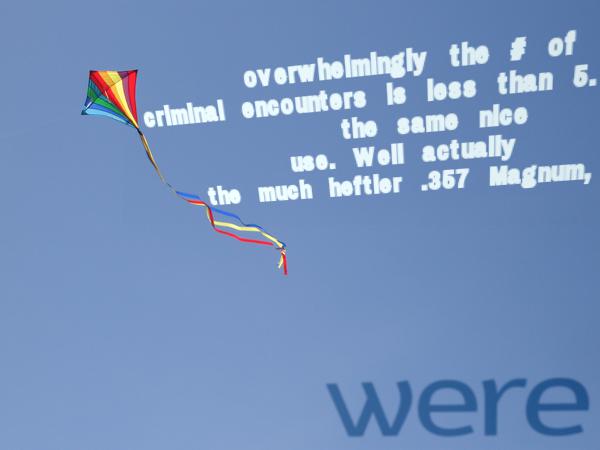 overwhelmingly the # of
criminal encounters is less than 5.
the same nice
use. Well actually
the much heftier .357 Magnum,
were